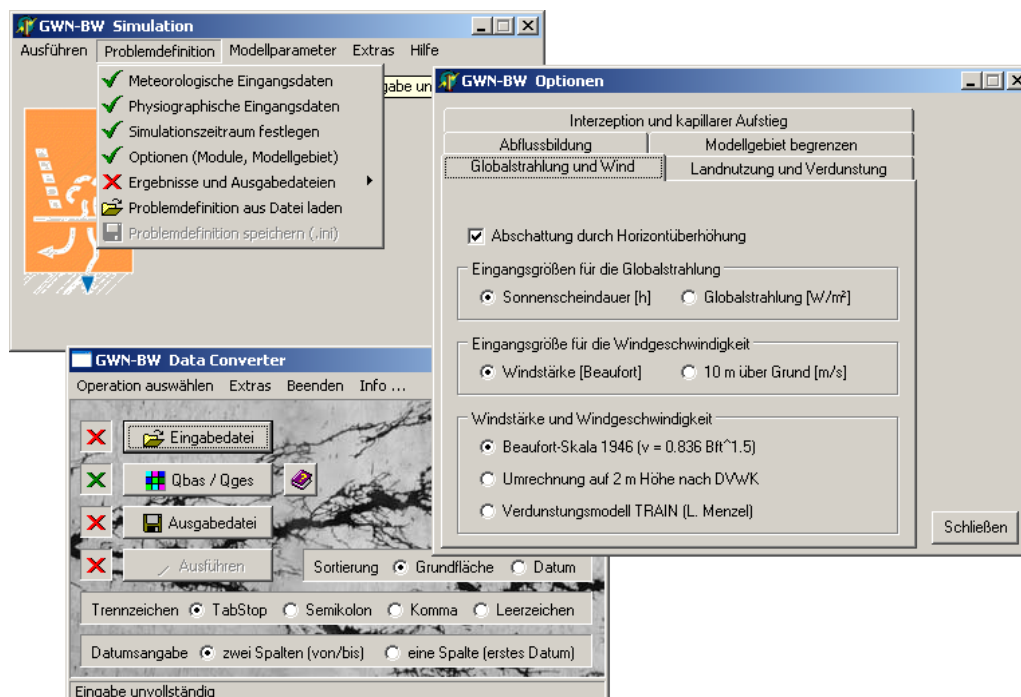 GWN-BW Simulation
Ausführen Problemdefinition Modellparameter Extras Hilfe
Meteorologische Eingangsdaten
Physiographische Eingangsdaten
Simulationszeitraum festlegen
Optionen (Module, Modellgebiet)
Ergebnisse und Ausgabedateien
Problemdefinition aus Datei laden
Problemdefinition speichern (.ini)
gabe un
GWN-BW Optionen
Interzeption und kapillarer Aufstieg
Abflussbildung Modellgebiet begrenzen
Globalstrahlung und Wind Landnutzung und Verdunstung
Abschattung durch Horizontüberhöhung
Eingangsgrößen für die Globalstrahlung
Sonnenscheindauer [h] Globalstrahlung [W/m²]
Eingangsgröße für die Windgeschwindigkeit
Windstärke [Beaufort] 10 m über Grund [m/s]
Windstärke und Windgeschwindigkeit
Beaufort-Skala 1946 (v = 0.836 Bft^1.5)
Umrechnung auf 2 m Höhe nach DVWK
Verdunstungsmodell TRAIN (L. Menzel)
Schließen
GWN-BW Data Converter
Operation auswählen Extras Beenden Info ...
Eingabedatei
Qbas / Qges
Ausgabedatei
Ausführen Sortierung Grundfläche Datum
Trennzeichen TabStop Semikolon Komma Leerzeichen
Datumsangabe zwei Spalten (von/bis) eine Spalte (erstes Datum)
Eingabe unvollständig